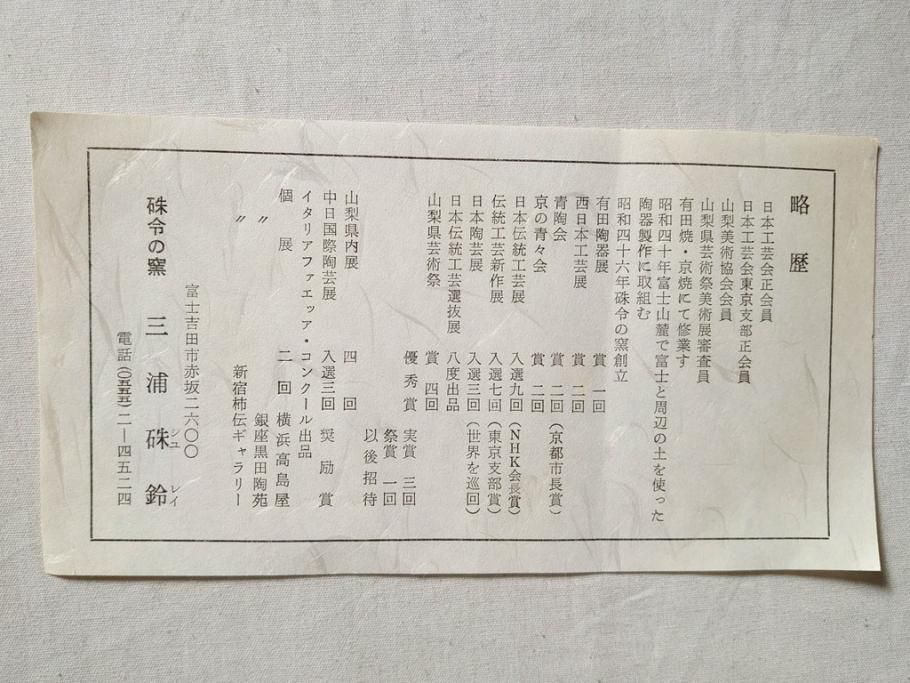 略歴
日本工芸会正会員
日本工芸会東京支部正会員
山梨美術協会会員
山梨県芸術祭美術展審査員
有田焼・京焼にて修業す
昭和四十年富士山麓で富士と周辺の土を使った
陶器製作に取組む
昭和四十六年硃令の窯創立
有田陶器展 賞 一回
西日本工芸展 賞 二回
青陶会 賞 二回(京都市長賞)
京の青々会 賞 二回
日本伝統工芸展 入選九回(NHK会長賞)
伝統工芸新作展 入選七回(東京支部賞)
日本陶芸展 入選三回(世界を巡回)
日本伝統工芸選抜展 八度出品
山梨県芸術祭 賞 四回
優秀賞 実賞 三回
祭賞 一回
以後招待
山梨県内展 四回
中日国際陶芸展 入選三回 奨励賞
イタリアファエッァ・コンクール出品
個展 二回 横浜高島屋
〃 銀座黒田陶苑
〃 新宿柿伝ギャラリー
富士吉田市赤坂二六〇〇
硃令の窯 三浦硃鈴
シユ レイ
電話(〇五五五)二一四五二四